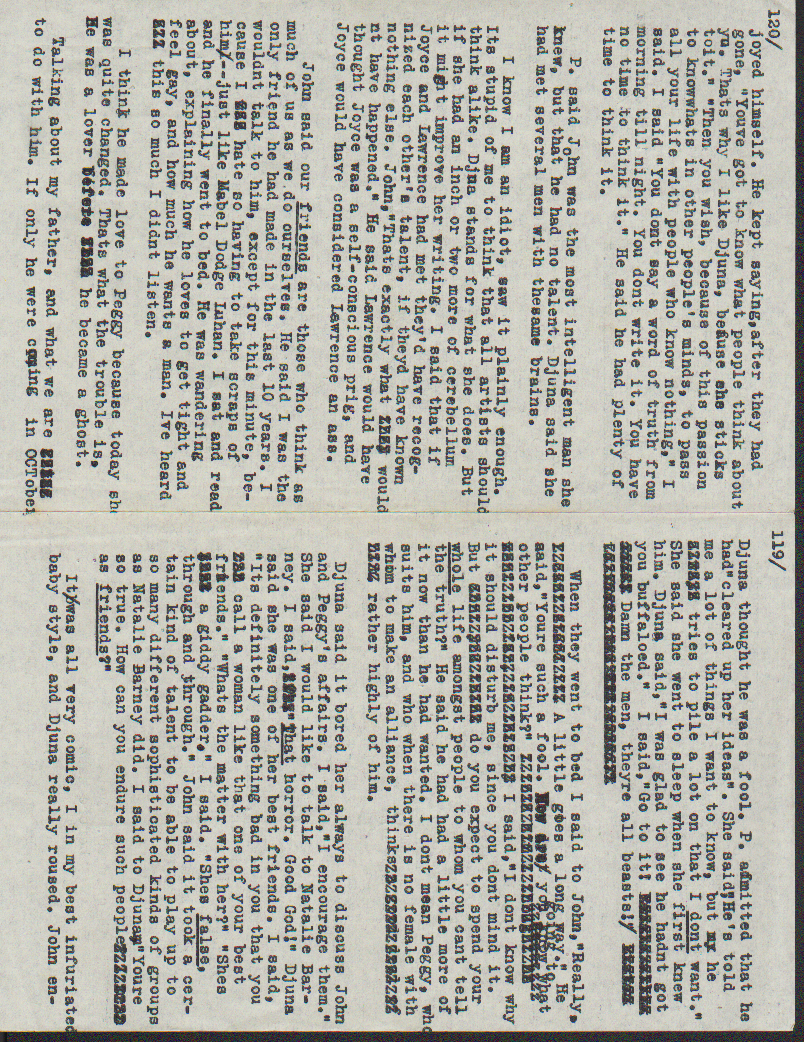 119/
Djuna thought he was a fool. P. admitted that he
had"cleared up her ideas". She said,"He's told
me a lot of things I want to know, but he
tries to pile a lot on that I dont want."
She said she went to sleep when she first knew
him. Djuna said,"I was glad to see he hadnt got
you buffaloed." I said,"Go to it!
Damn the men, theyre all beasts!
When they went to bed I said to John,"Really,
A little goes a long way." He
said,"Youre such a fool. you know what
other people think?"
I said,"I dont know why
it should disturb me, since you dont mind it.
But do you expect to spend your
whole life amongst people to whom you cant tell
the truth?" He said he had had a little more of
it now than he had wanted. I dont mean Peggy, who
suits him, and who when there is no female with
whom to make an alliance, thinks
rather highly of him.
Djuna said it bored her always to discuss John
and Peggy's affairs. I said,"I encourage them."
She said I would like to talk to Natalie Bar-
ney. I said, "That horror. Good God!" Djuna
said she was one of her best friends. I said,
"Its definitely something bad in you that you
call a woman like that one of your best
friends." "Whats the matter with her?" "Shes
a giddy gadder," I said. "Shes false,
through and through." John said it took a cer-
tain kind of talent to be able to play up to
so many different sophisticated kinds of groups
as Natalie Barney did. I said to Djuna,"Youre
so true. How can you endure such people
as friends?"
It was all very comic, I in my best infuriated
baby style, and Djuna really roused. John en-
120/
joyed himself. He kept saying,after they had
gone, "Youve got to know what people think about
yu. Thats why I like Djuna, beause she sticks
toit." "Then you wish, because of this passion
to knowwhats in other people's minds, to pass
all your life with people who know nothing," I
said. I said "You dont say a word of truth from
morning till night. You dont write it. You have
no time to think it." He said he had plenty of
time to think it.
P. said John was the most intelligent man she
knew, but that he had no talent. Djuna said she
had met several men with thesame brains.
I know I am an idiot, saw it plainly enough.
Its stupid of me to think that all artists should
think alike. Djuna stands for what she does. But
if she had an inch or two more of cerebellum
it might improve her writing. I said that if
Joyce and Lawrence had met they'd have recog-
nized each other's talent, if theyd have known
nothing else. John,"Thats exactly what would
nt have happened." He said Lawrence would have
thought Joyce was a self-conscious prig, and
Joyce would have considered Lawrence an ass.
John said our friends are those who think as
much of us as we do ourselves. He said I was the
only friend he had made in the last 10 years. I
wouldnt talk to him, except for this minute, be-
cause I hate so having to take scraps of
him--just like Mabel Dodge Luhan. I sat and read
and he finally went to bed. He was wandering
about, explaining how he loves to get tight and
feel gay, and how much he wants a man. Ive heard
this so much I didnt listen.
I think he made love to Peggy because today she
was quite changed. Thats what the trouble is,
He was a lover before he became a ghost.
Talking about my father, and what we are
to do with him. If only he were coming in OCTober